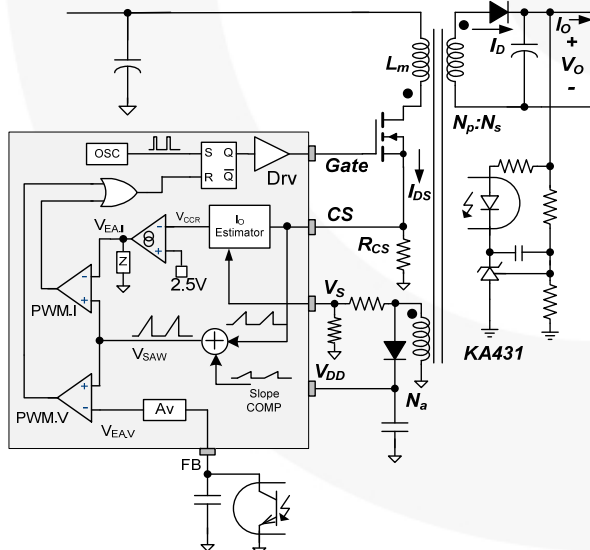 I_O
+
V_O
-
I_D
L_m
N_p:N_s
OSC
S Q
R Q̅
Drv
Gate
I_DS
V_EA.I
V_CCR
I_O
Estimator
CS
R_CS
Z
2.5V
PWM.I
V_S
V_SAW
V_DD
KA431
Slope
COMP
N_a
PWM.V
Av
V_EA.V
FB